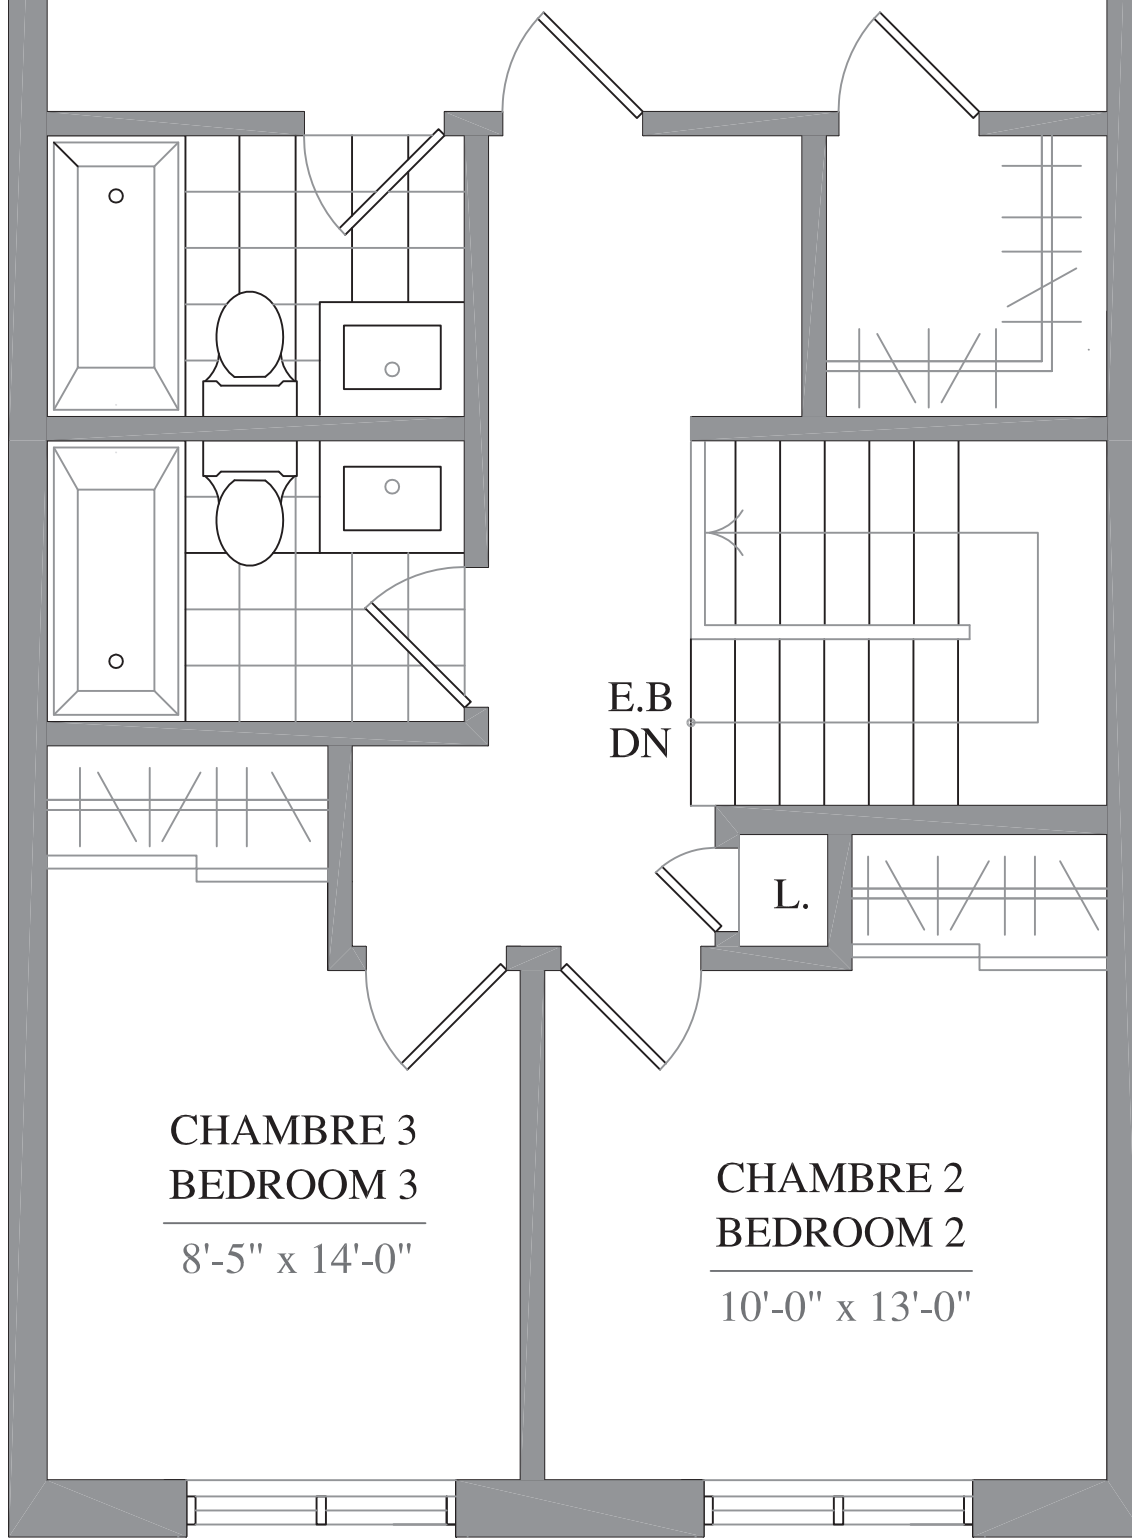 E.B
DN
L.
CHAMBRE 3
BEDROOM 3
8'-5" x 14'-0"
CHAMBRE 2
BEDROOM 2
10'-0" x 13'-0"